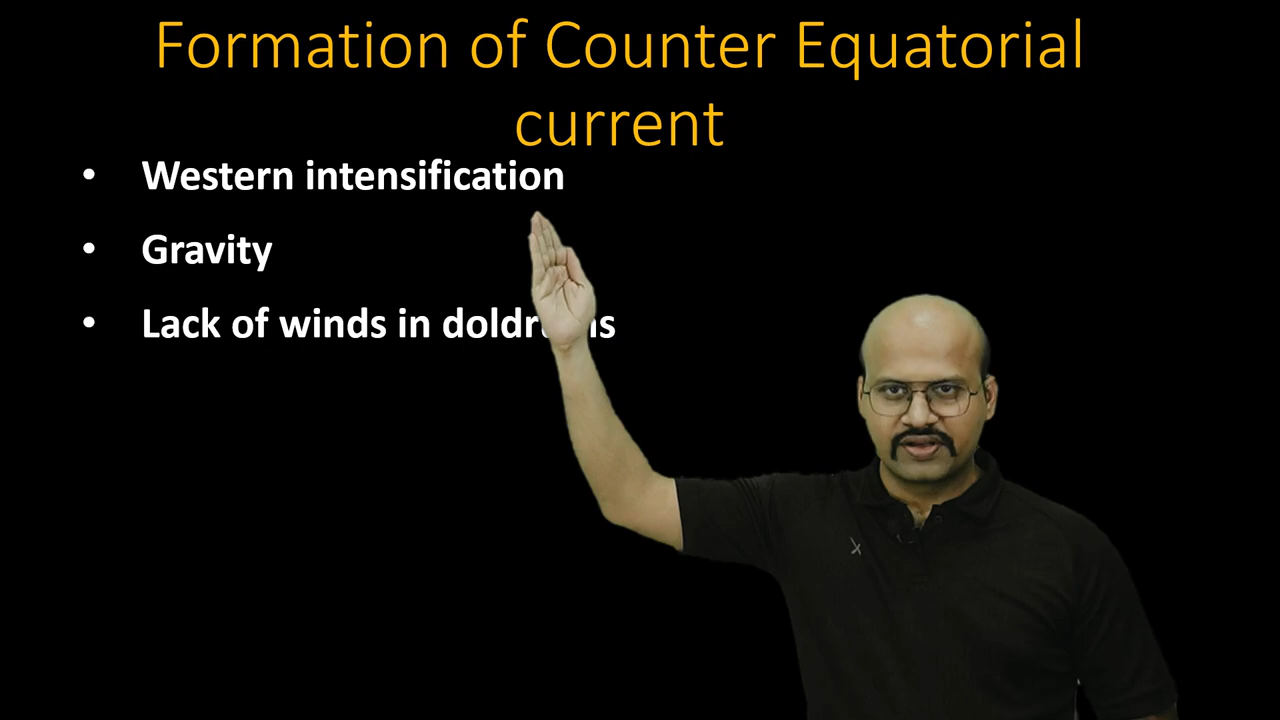 Formation of Counter Equatorial
current
• Western intensification
• Gravity
• Lack of winds in